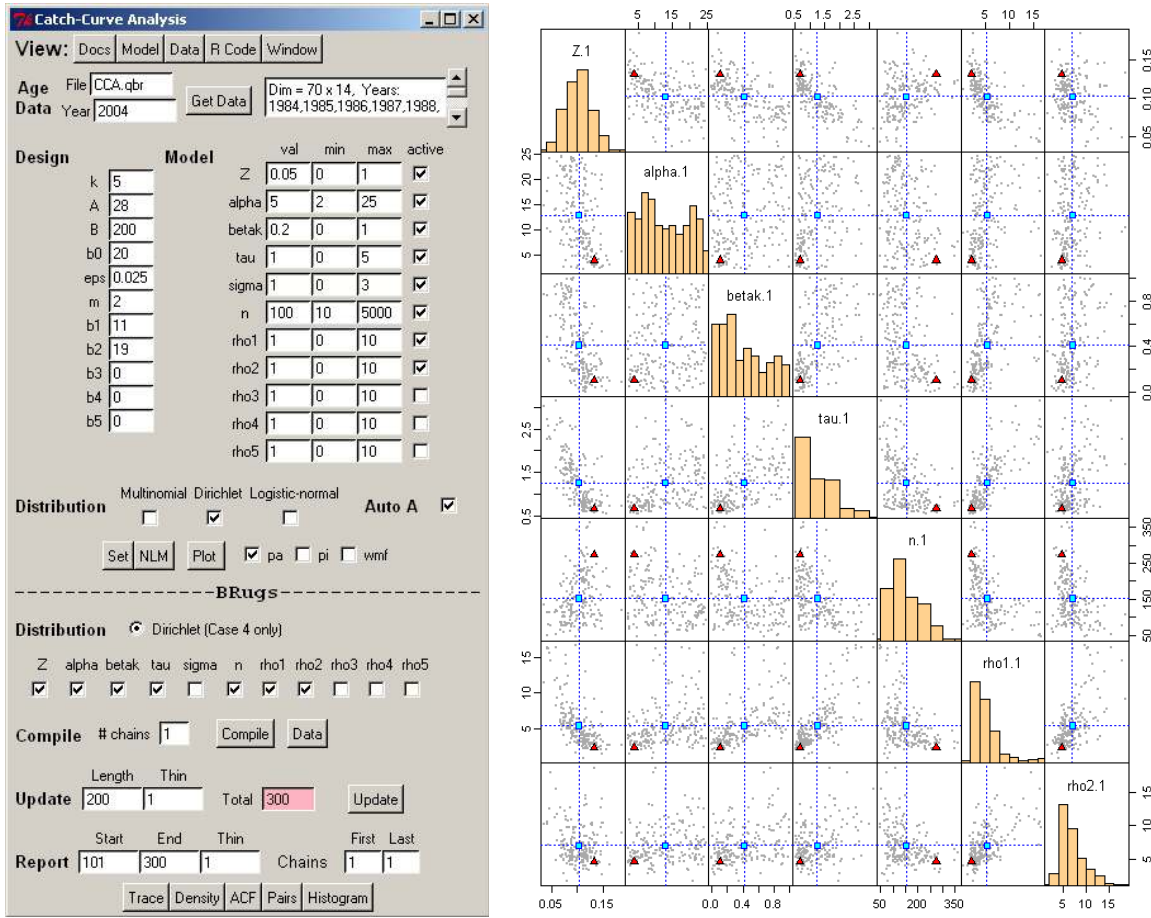 Catch-Curve Analysis
View: Docs Model Data R Code Window
Age Data File CCA.qbr Year 2004 Get Data
Dim = 70 x 14, Years:
1984,1985,1986,1987,1988,
Design
k 5
A 28
B 200
b0 20
eps 0.025
m 2
b1 11
b2 19
b3 0
b4 0
b5 0
Model val min max active
Z 0.05 0 1
alpha 5 2 25
betak 0.2 0 1
tau 1 0 5
sigma 1 0 3
n 100 10 5000
rho1 1 0 10
rho2 1 0 10
rho3 1 0 10
rho4 1 0 10
rho5 1 0 10
Distribution Multinomial Dirichlet Logistic-normal Auto A
Set NLM Plot pa pi wmf
BRugs
Distribution Dirichlet (Case 4 only)
Z alpha betak tau sigma n rho1 rho2 rho3 rho4 rho5
Compile # chains 1 Compile Data
Length Thin
Update 200 1 Total 300 Update
Start End Thin First Last
Report 101 300 1 Chains 1 1
Trace Density ACF Pairs Histogram
5 15 25 0.5 1.5 2.5 5 10 15
Z.1
0.15
0.10
0.05
25
20
15
10
5
alpha.1
betak.1
0.8
0.4
0.0
2.5
1.5
0.5
tau.1
n.1
350
250
150
50
15
10
5
rho1.1
rho2.1
15
10
5
0.05 0.15 0.0 0.4 0.8 50 200 350 5 10 15